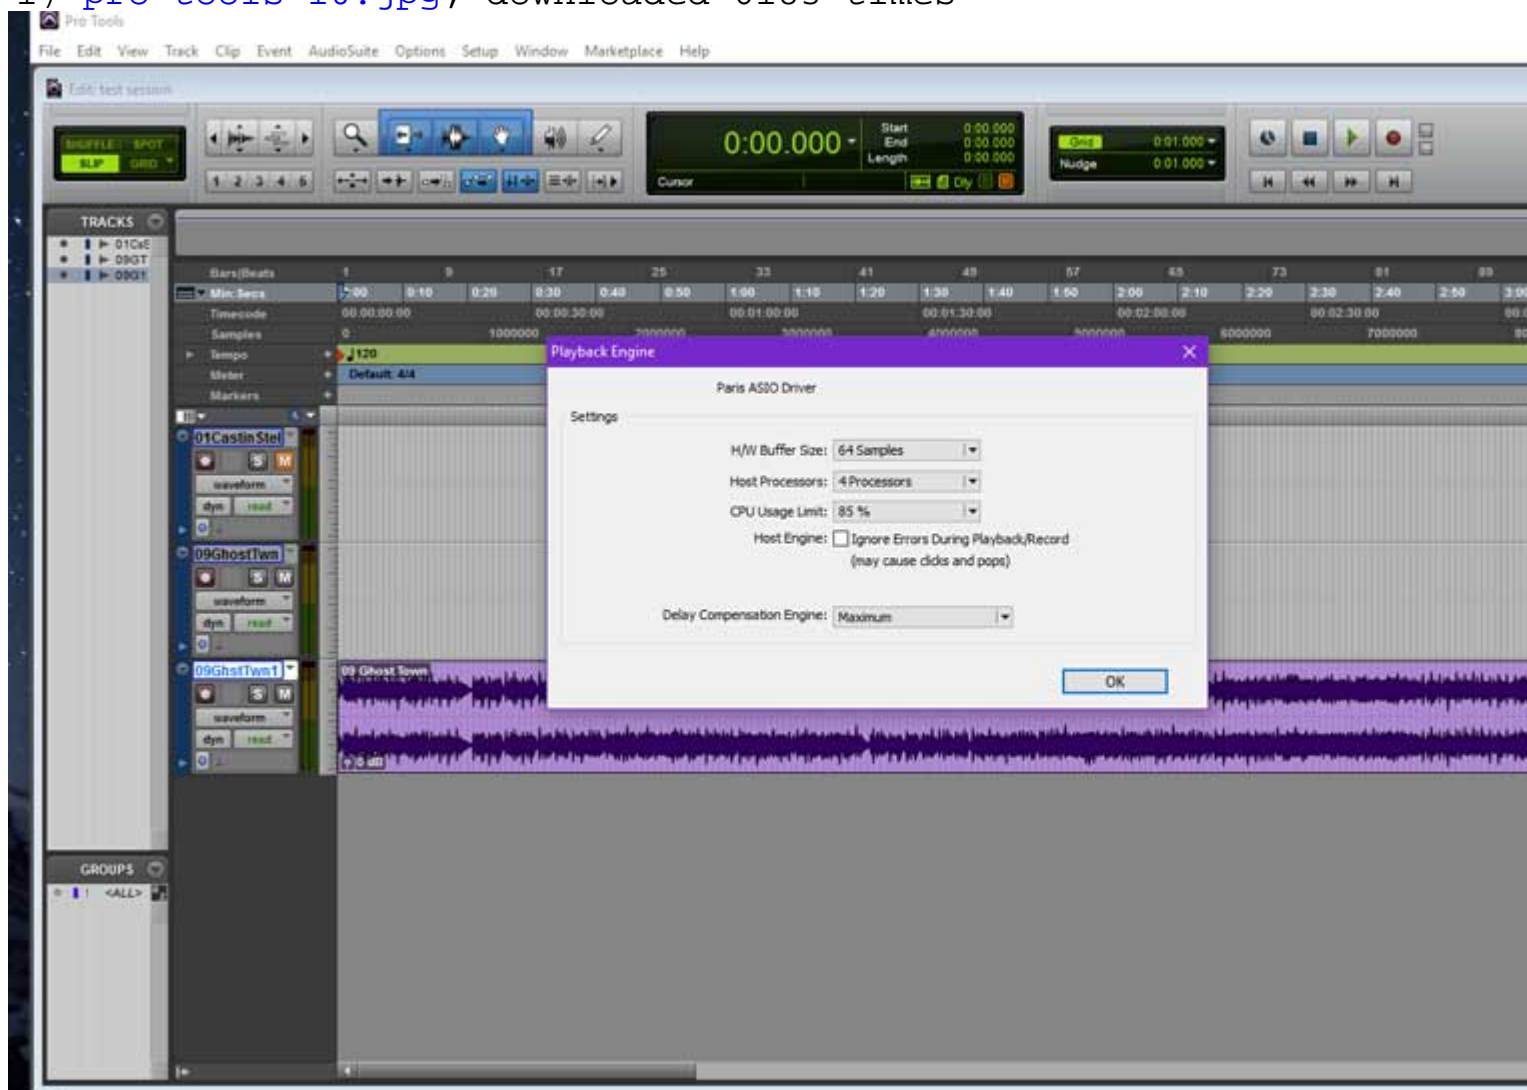 pro tools 10.jpg, downloaded times
Pro Tools
File Edit View Track Clip Event AudioSuite Options Setup Window Marketplace Help
Edit: test session
SHUFFLE SPOT
SLIP GRID
1 2 3 4 5
0:00.000
Start 0:00.000
End 0:00.000
Length 0:00.000
Cursor
Dly
Grid 0:01.000
Nudge 0:01.000
TRACKS
01CaS
09GT
09G1
Bars|Beats 1 9 17 25 33 41 49 57 65 73 81 89
Min:Secs 0:00 0:10 0:20 0:30 0:40 0:50 1:00 1:10 1:20 1:30 1:40 1:50 2:00 2:10 2:20 2:30 2:40 2:50 3:00
Timecode 00:00:00:00 00:00:30:00 00:01:00:00 00:01:30:00 00:02:00:00 00:02:30:00
Samples 0 1000000 2000000 3000000 4000000 5000000 6000000 7000000
Tempo 120
Meter Default: 4/4
Markers
Playback Engine
Paris ASIO Driver
Settings
H/W Buffer Size: 64 Samples
Host Processors: 4 Processors
CPU Usage Limit: 85 %
Host Engine: Ignore Errors During Playback/Record
(may cause clicks and pops)
Delay Compensation Engine: Maximum
OK
01CastinStel
S M
waveform
dyn read
09GhostTwn
S M
waveform
dyn read
09GhstTwn1
S M
waveform
dyn read
09 Ghost Town
0 dB
GROUPS
! <ALL>